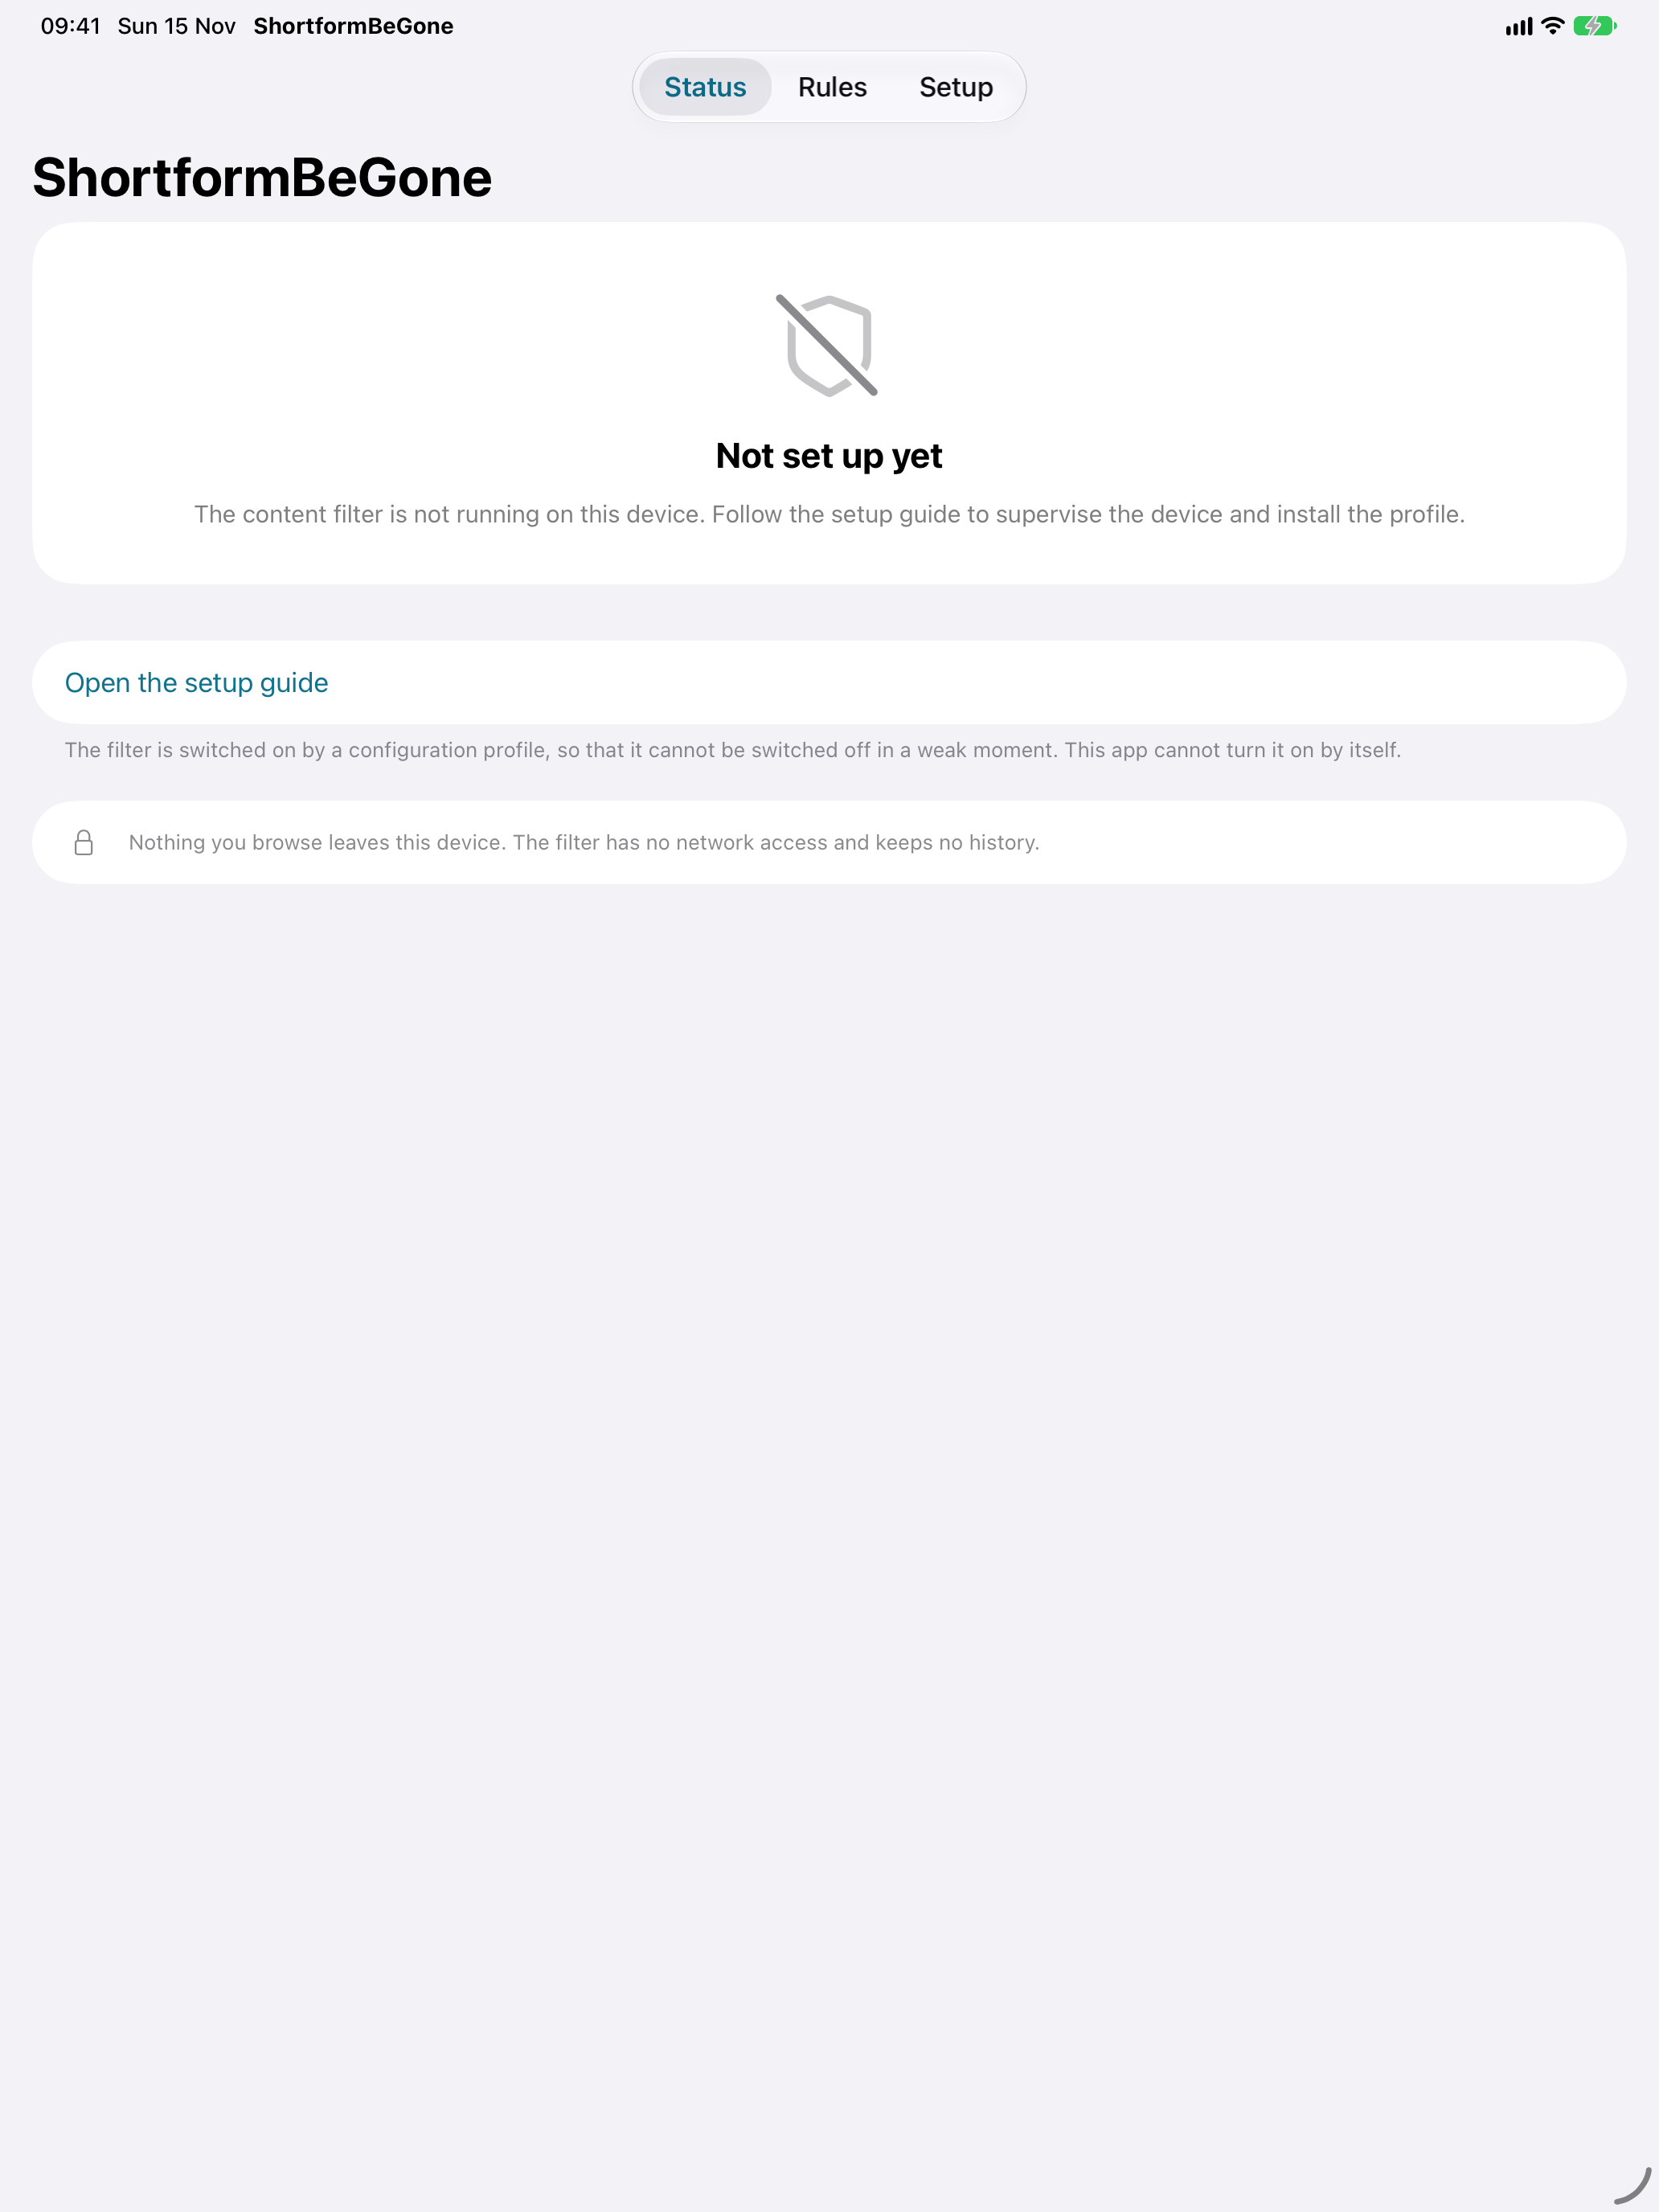 09:41 Sun 15 Nov ShortformBeGone
Status Rules Setup
ShortformBeGone
Not set up yet
The content filter is not running on this device. Follow the setup guide to supervise the device and install the profile.
Open the setup guide
The filter is switched on by a configuration profile, so that it cannot be switched off in a weak moment. This app cannot turn it on by itself.
Nothing you browse leaves this device. The filter has no network access and keeps no history.